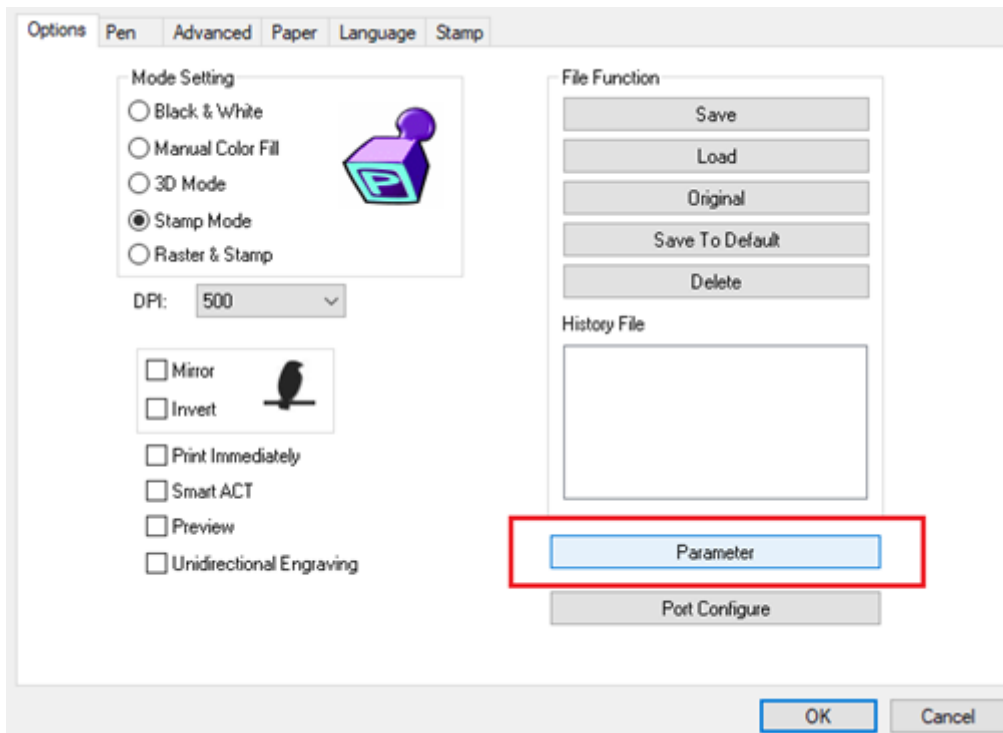 Options Pen Advanced Paper Language Stamp
Mode Setting
Black & White
Manual Color Fill
3D Mode
Stamp Mode
Raster & Stamp
P
DPI: 500
Mirror
Invert
Print Immediately
Smart ACT
Preview
Unidirectional Engraving
File Function
Save
Load
Original
Save To Default
Delete
History File
Parameter
Port Configure
OK Cancel